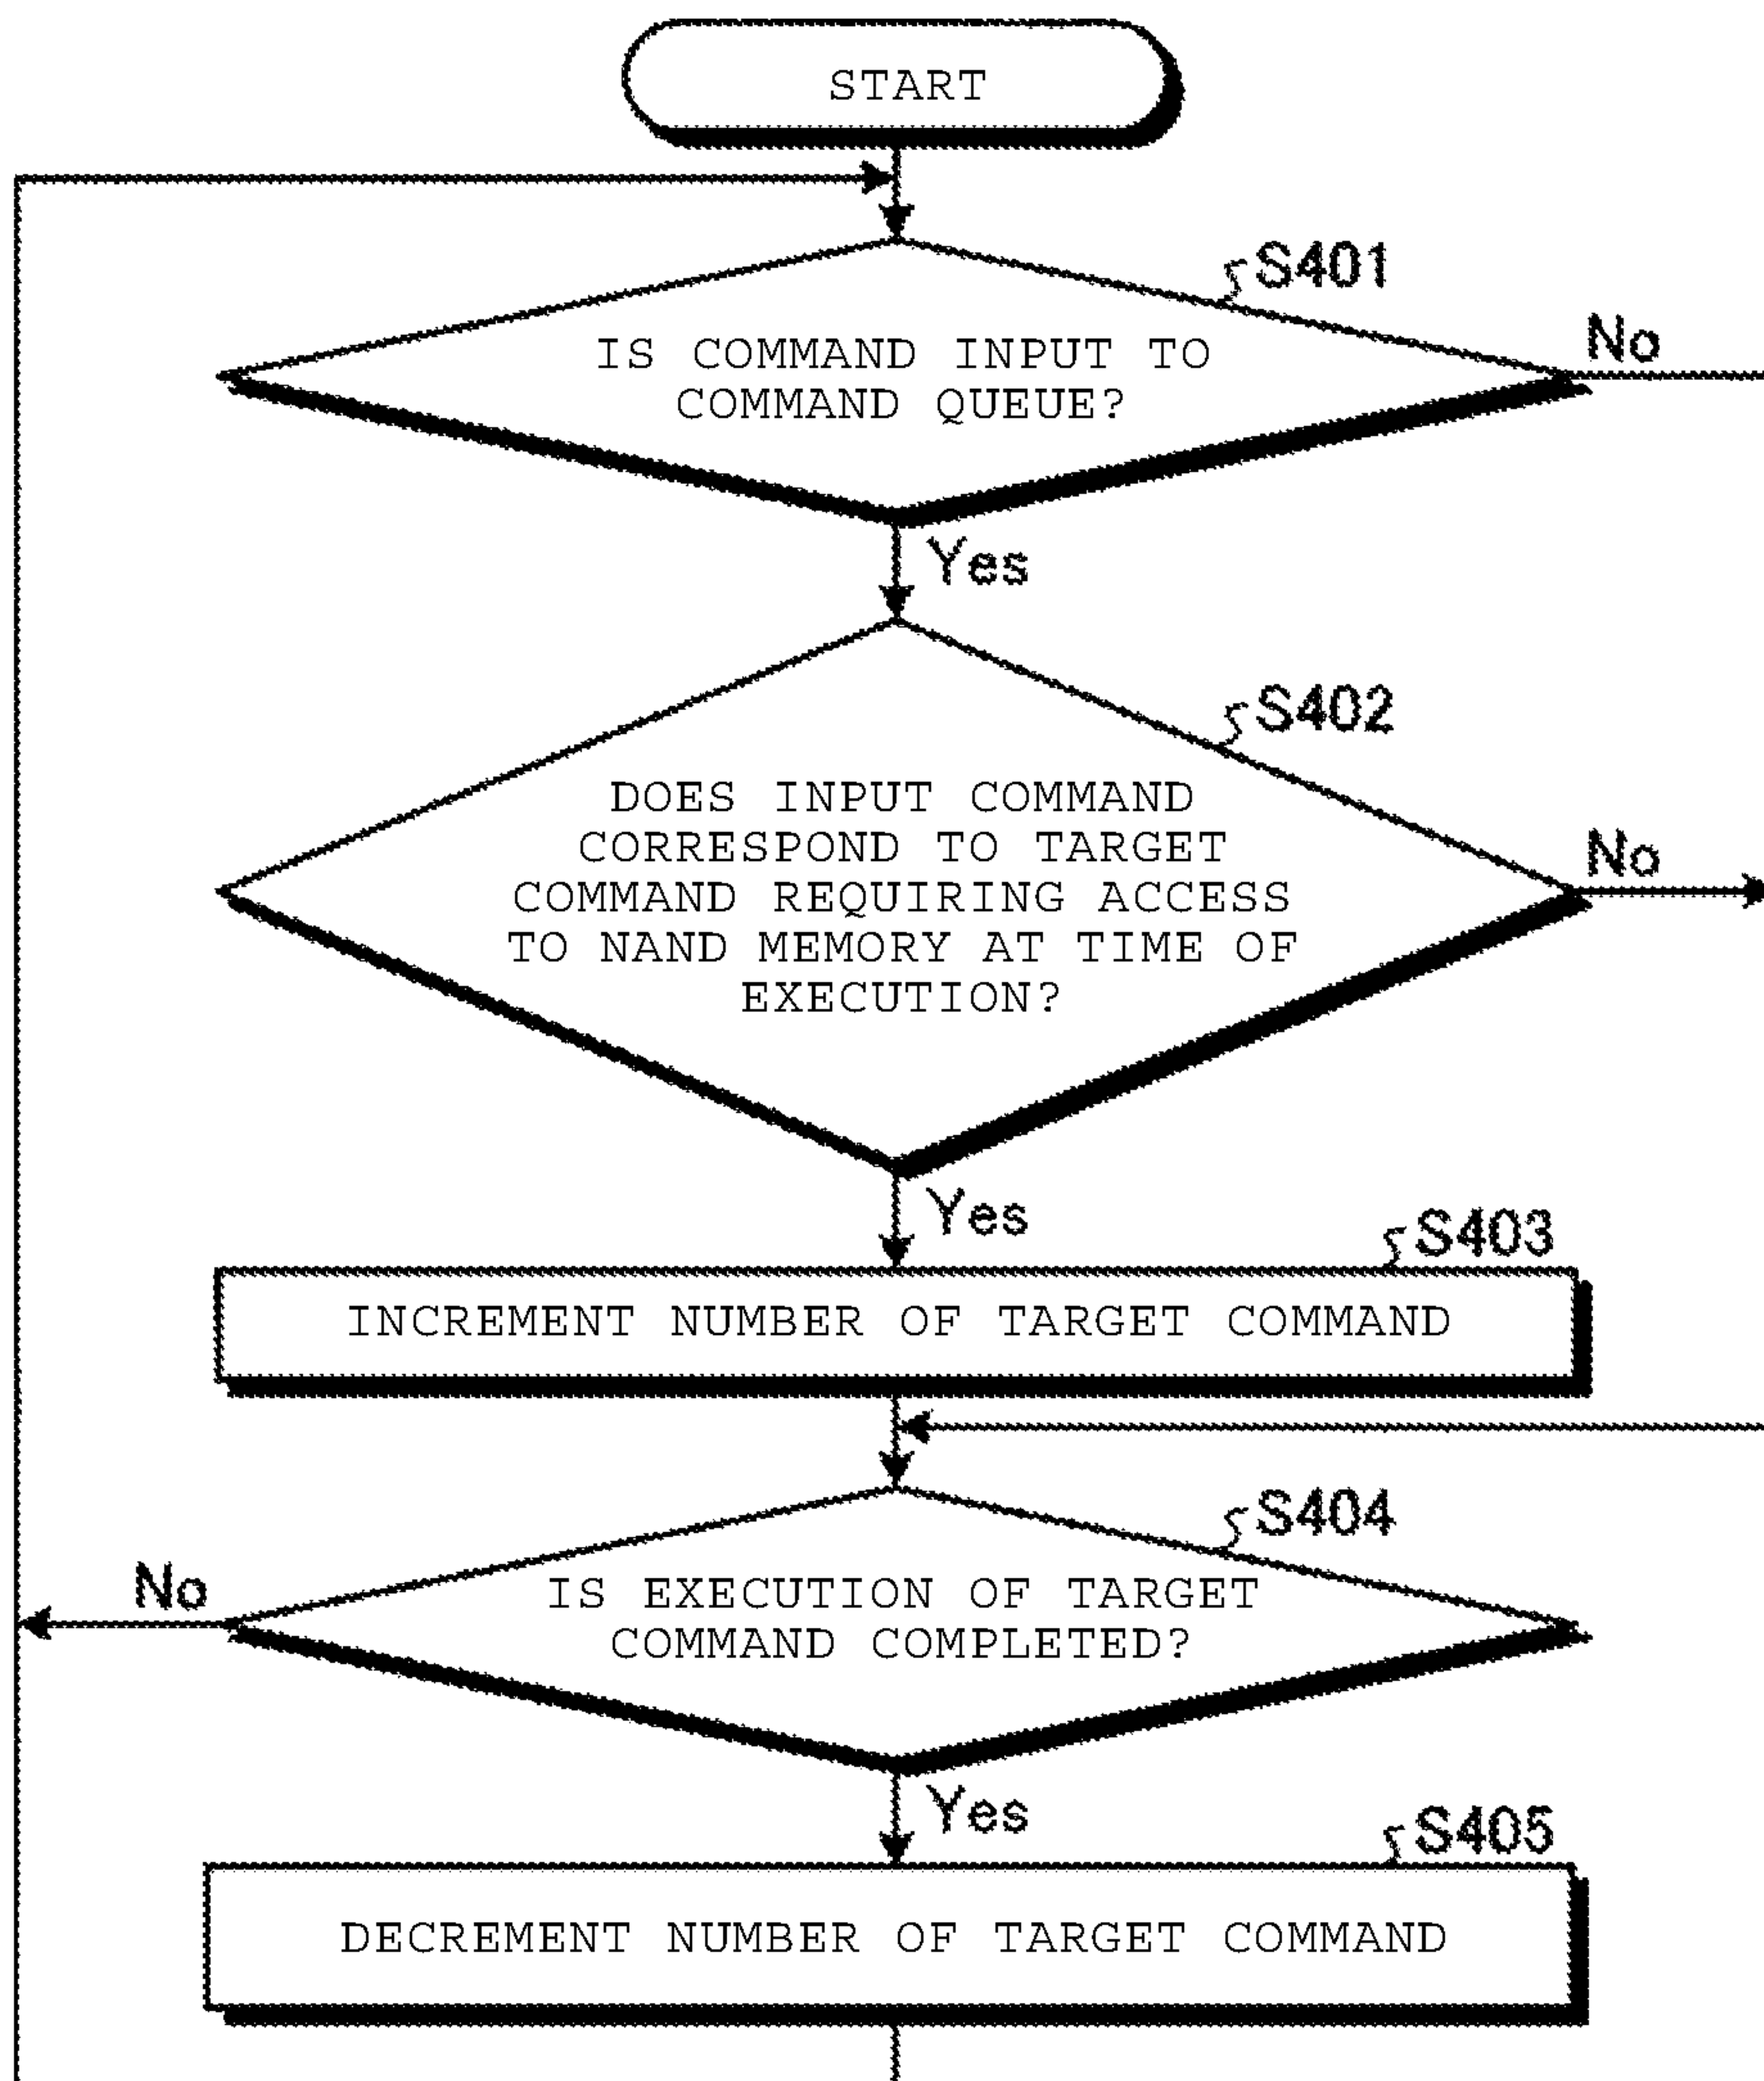 START
S401
IS COMMAND INPUT TO
COMMAND QUEUE?
No
Yes
S402
DOES INPUT COMMAND
CORRESPOND TO TARGET
COMMAND REQUIRING ACCESS
TO NAND MEMORY AT TIME OF
EXECUTION?
No
Yes
S403
INCREMENT NUMBER OF TARGET COMMAND
S404
IS EXECUTION OF TARGET
COMMAND COMPLETED?
No
Yes
S405
DECREMENT NUMBER OF TARGET COMMAND